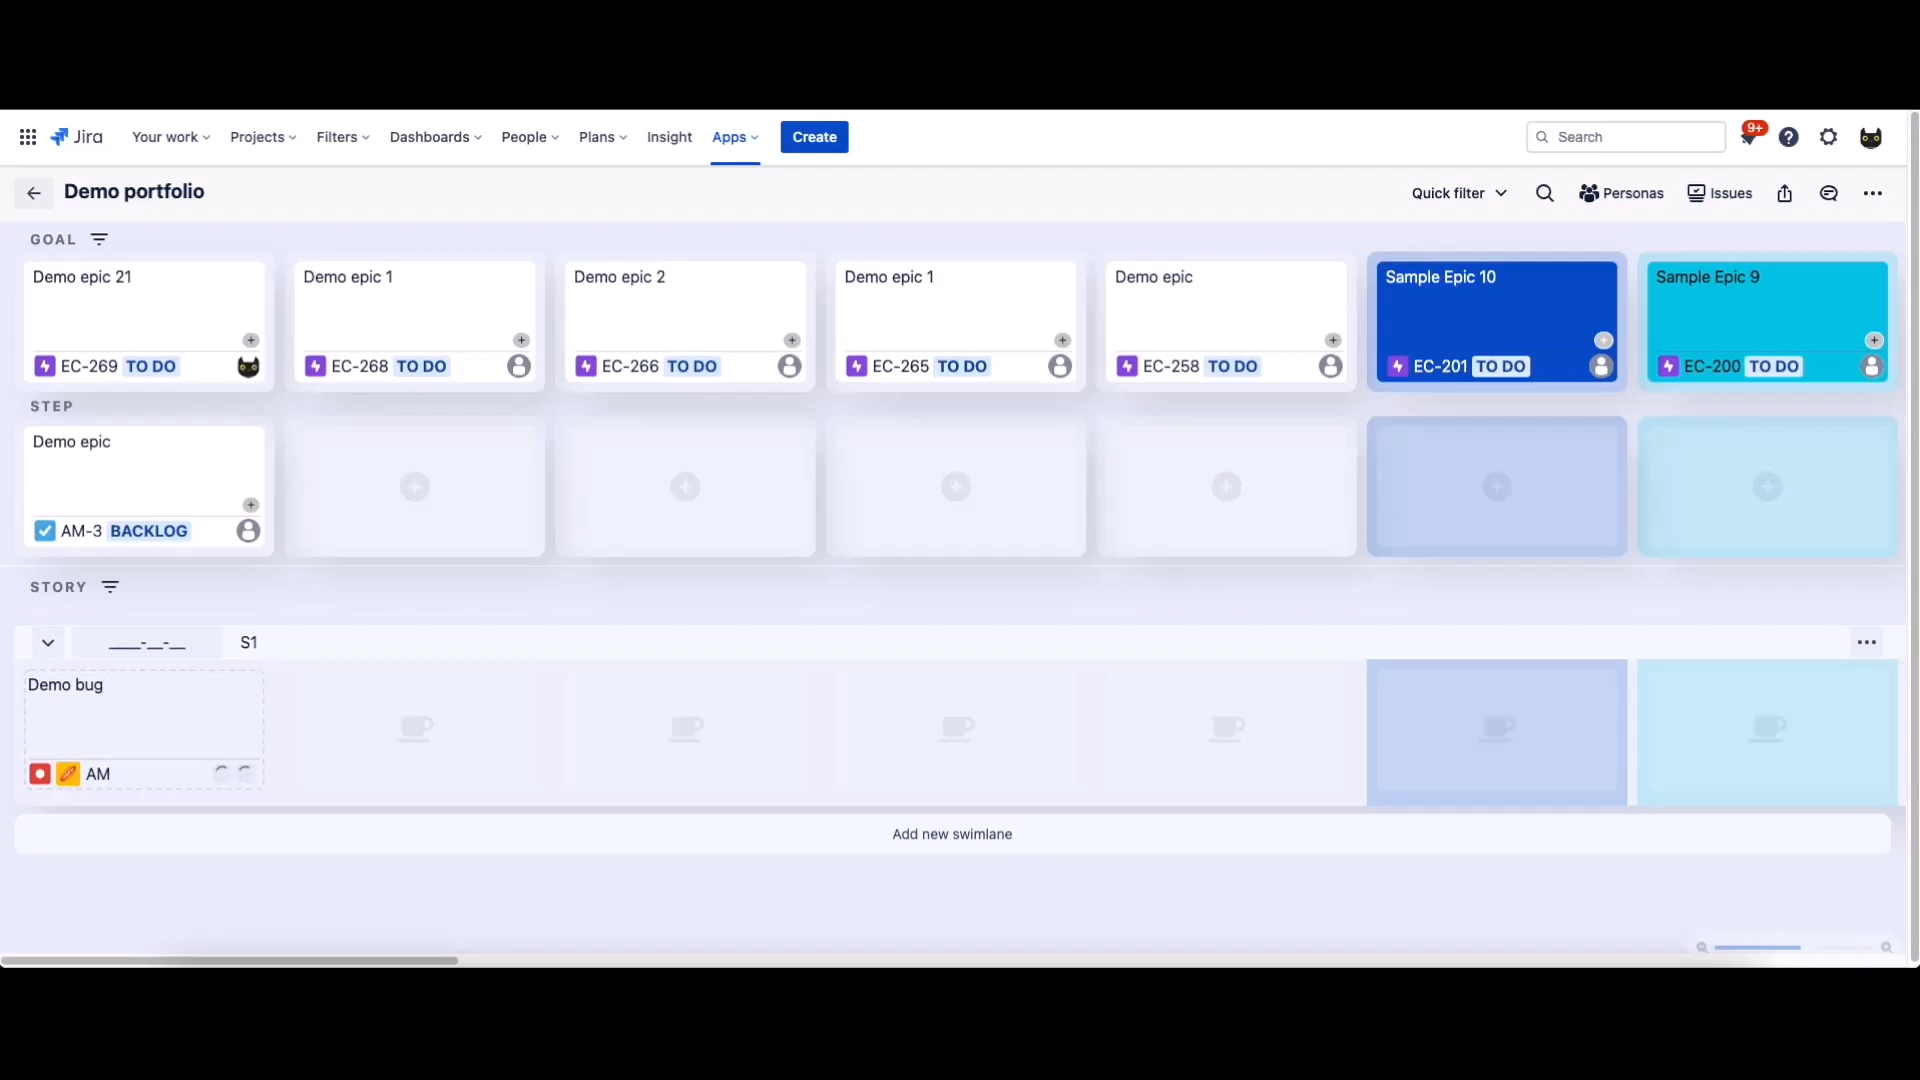 Jira Your work Projects Filters Dashboards People Plans Insight Apps Create Search 9+
Demo portfolio Quick filter Personas Issues
GOAL
Demo epic 21 Demo epic 1 Demo epic 2 Demo epic 1 Demo epic Sample Epic 10 Sample Epic 9
EC-269 TO DO EC-268 TO DO EC-266 TO DO EC-265 TO DO EC-258 TO DO EC-201 TO DO EC-200 TO DO
STEP
Demo epic
AM-3 BACKLOG
STORY
____-__-__ S1
Demo bug
AM
Add new swimlane